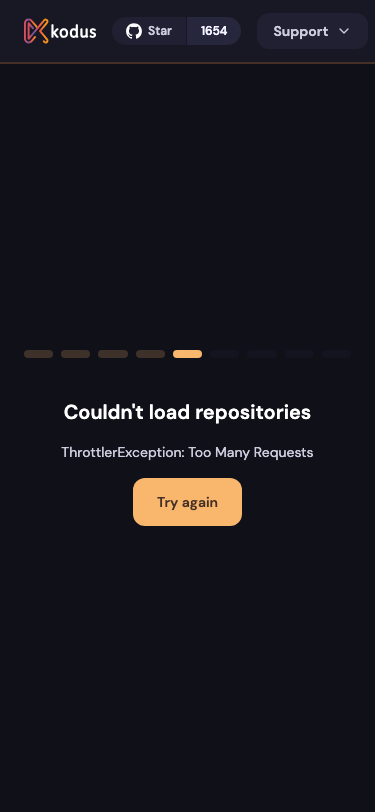 kodus
Star 1654
Support
Couldn't load repositories
ThrottlerException: Too Many Requests
Try again